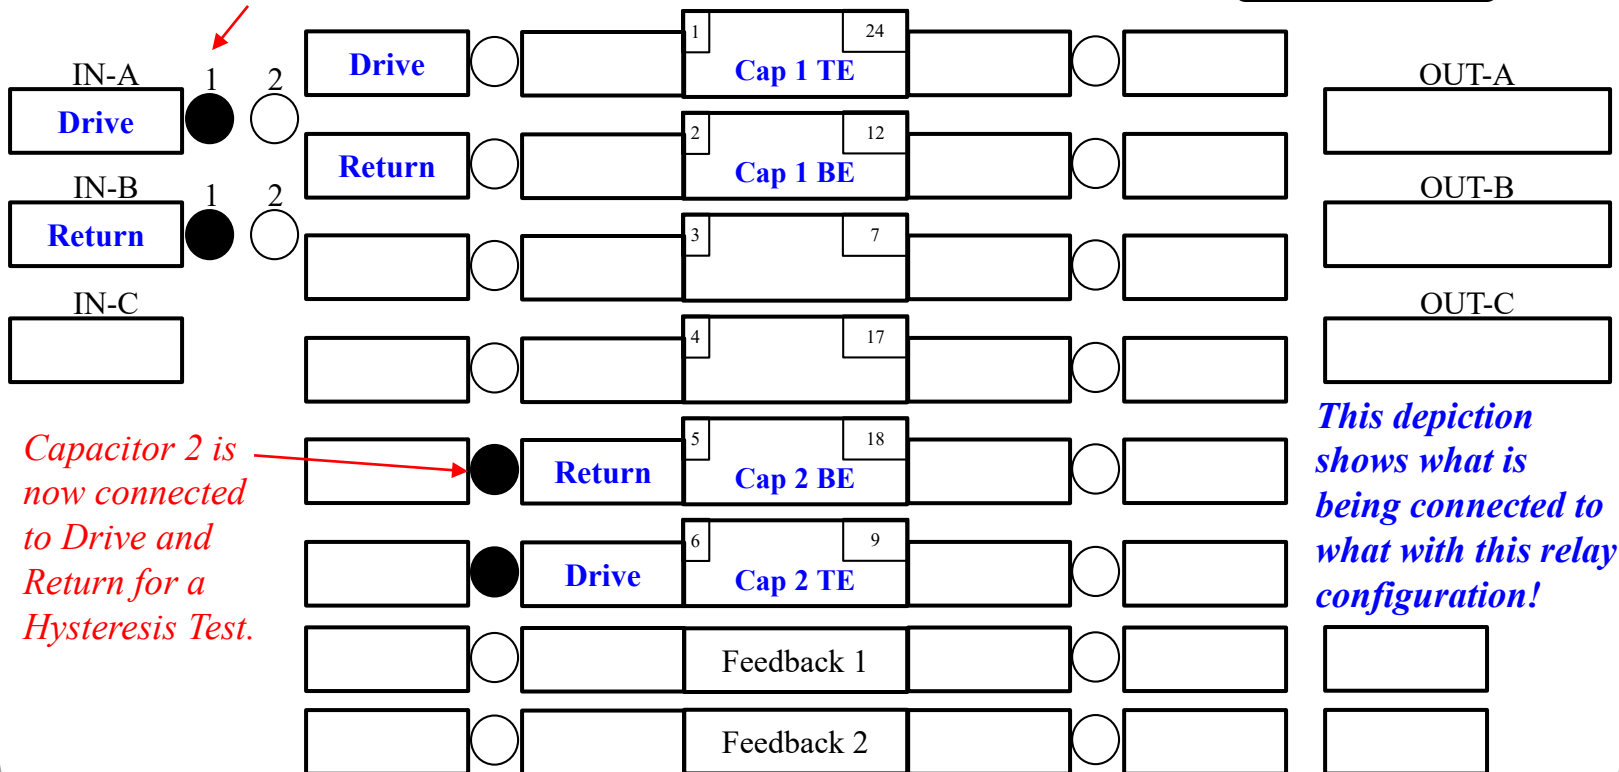 IN-A
1
2
Drive
IN-B
1
2
Return
IN-C
Drive
1
24
Cap 1 TE
Return
2
12
Cap 1 BE
3
7
4
17
5
18
Return
Cap 2 BE
6
9
Drive
Cap 2 TE
Feedback 1
Feedback 2
OUT-A
OUT-B
OUT-C
Capacitor 2 is
now connected
to Drive and
Return for a
Hysteresis Test.
This depiction
shows what is
being connected to
what with this relay
configuration!